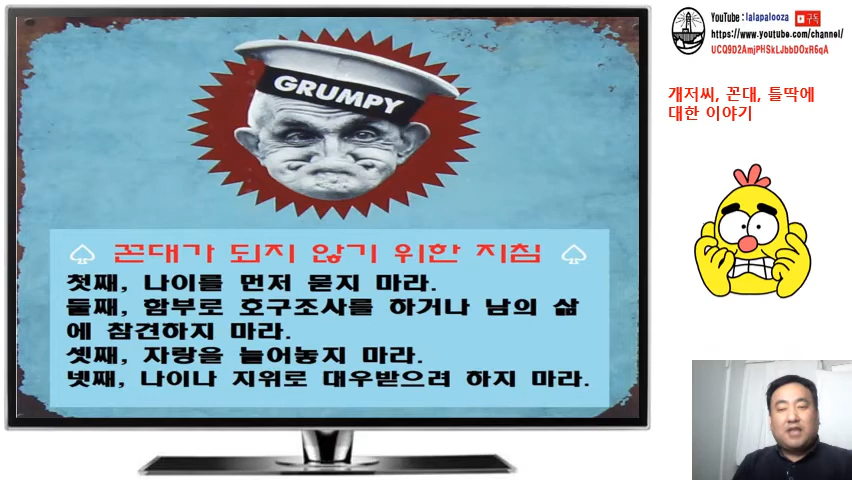 GRUMPY
♤ 꼰대가 되지 않기 위한 지침 ♤
첫째, 나이를 먼저 묻지 마라.
둘째, 함부로 호구조사를 하거나 남의 삶
에 참견하지 마라.
셋째, 자랑을 늘어놓지 마라.
넷째, 나이나 지위로 대우받으려 하지 마라.
YouTube : lalapalooza 구독
https://www.youtube.com/channel/
UCQ9D2AmjPHSkLJbbDOxR6qA
개저씨, 꼰대, 틀딱에
대한 이야기